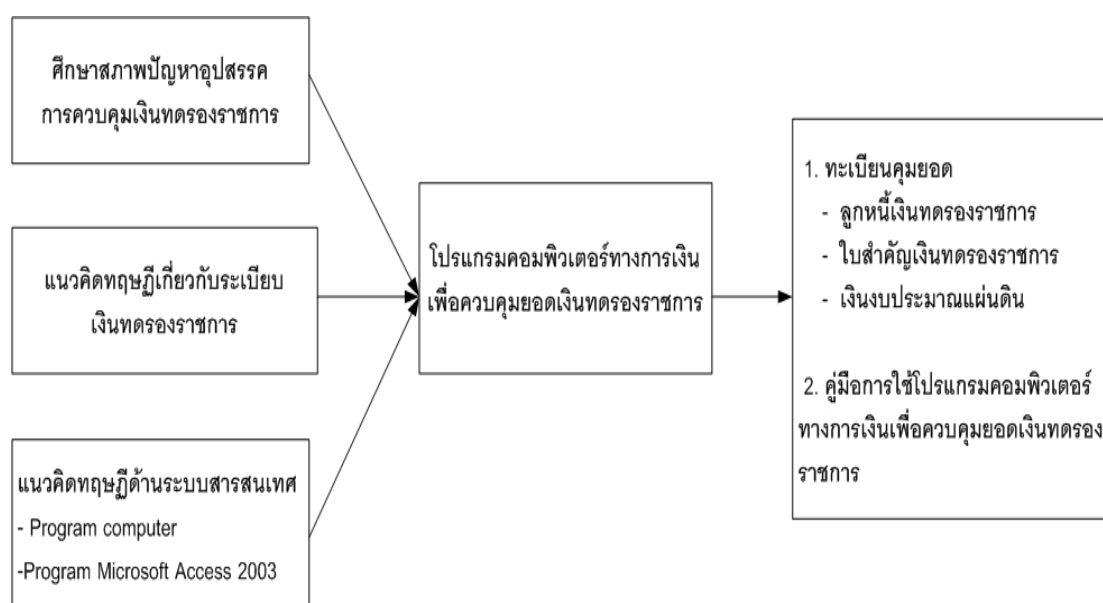 ศึกษาสภาพปัญหาอุปสรรค
การควบคุมเงินทดรองราชการ
แนวคิดทฤษฎีเกี่ยวกับระเบียบ
เงินทดรองราชการ
แนวคิดทฤษฎีด้านระบบสารสนเทศ
- Program computer
-Program Microsoft Access 2003
โปรแกรมคอมพิวเตอร์ทางการเงิน
เพื่อควบคุมยอดเงินทดรองราชการ
1. ทะเบียนคุมยอด
- ลูกหนี้เงินทดรองราชการ
- ใบสำคัญเงินทดรองราชการ
- เงินงบประมาณแผ่นดิน
2. คู่มือการใช้โปรแกรมคอมพิวเตอร์
ทางการเงินเพื่อควบคุมยอดเงินทดรอง
ราชการ